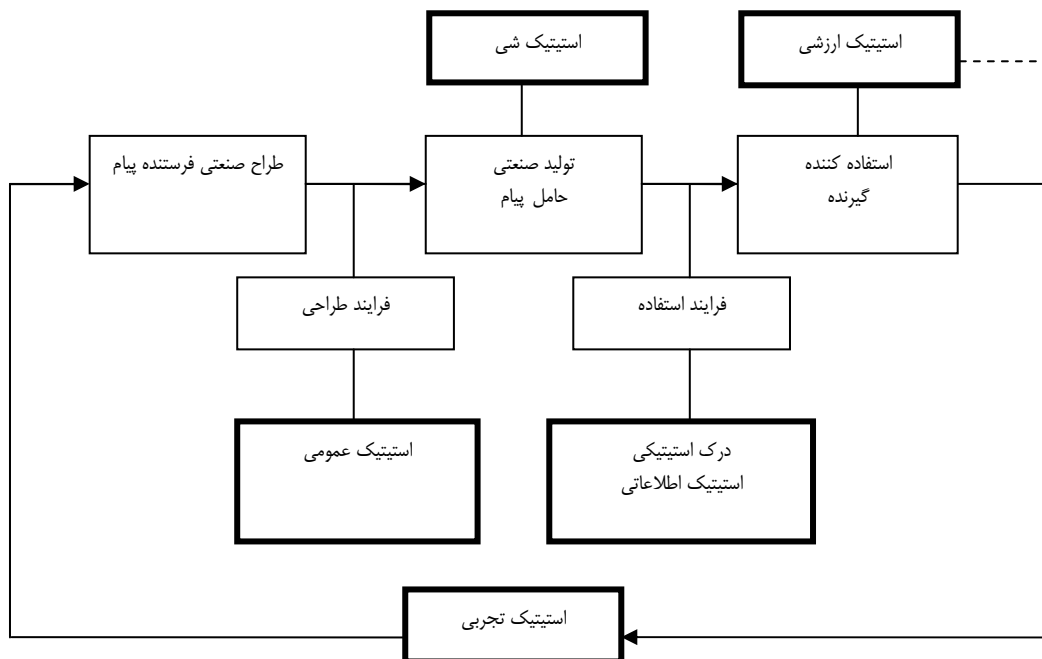 استیتیک شی
استیتیک ارزشی
طراح صنعتی فرستنده پیام
تولید صنعتی
حامل پیام
استفاده کننده
گیرنده
فرایند طراحی
فرایند استفاده
استیتیک عمومی
درک استیتیکی
استیتیک اطلاعاتی
استیتیک تجربی